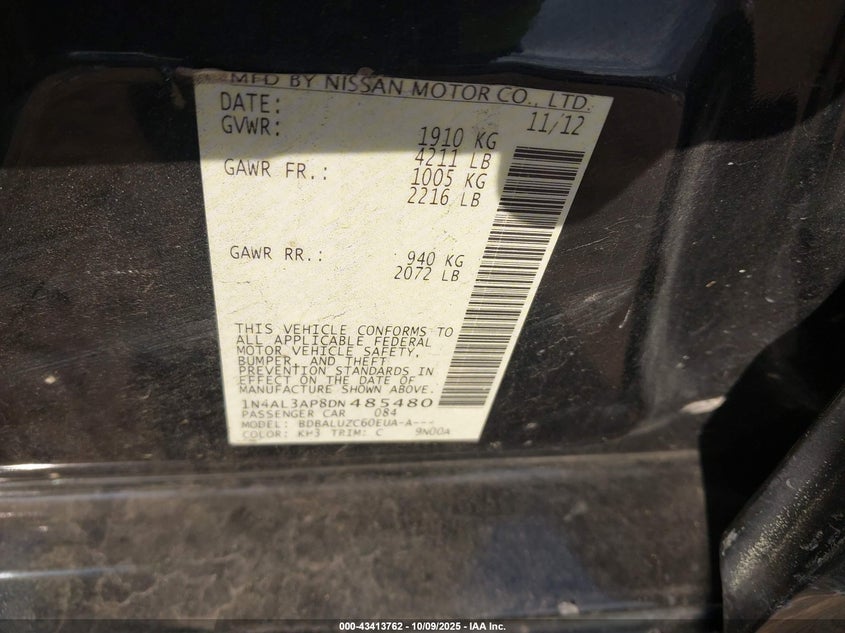 MFD BY NISSAN MOTOR CO., LTD.
DATE: 11/12
GVWR: 1910 KG
4211 LB
GAWR FR.: 1005 KG
2216 LB
GAWR RR.: 940 KG
2072 LB
THIS VEHICLE CONFORMS TO
ALL APPLICABLE FEDERAL
MOTOR VEHICLE SAFETY,
BUMPER, AND THEFT
PREVENTION STANDARDS IN
EFFECT ON THE DATE OF
MANUFACTURE SHOWN ABOVE.
1N4AL3AP8DN485480
PASSENGER CAR 084
MODEL: BDBALUZC60EUA-A---
COLOR: KH3 TRIM: C 9N00A
000-43413762 - 10/09/2025 - IAA Inc.